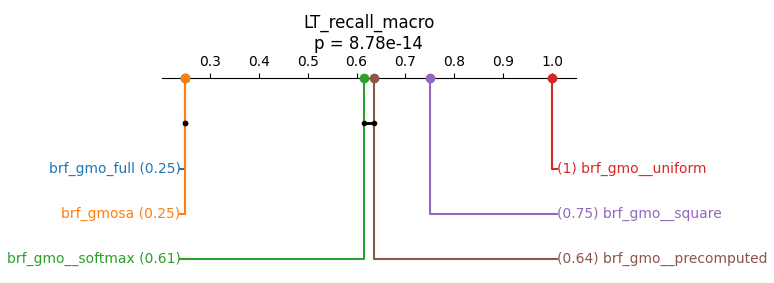 LT_recall_macro
p = 8.78e-14
0.3 0.4 0.5 0.6 0.7 0.8 0.9 1.0
brf_gmo_full (0.25)
(1) brf_gmo__uniform
brf_gmosa (0.25)
(0.75) brf_gmo__square
brf_gmo__softmax (0.61)
(0.64) brf_gmo__precomputed